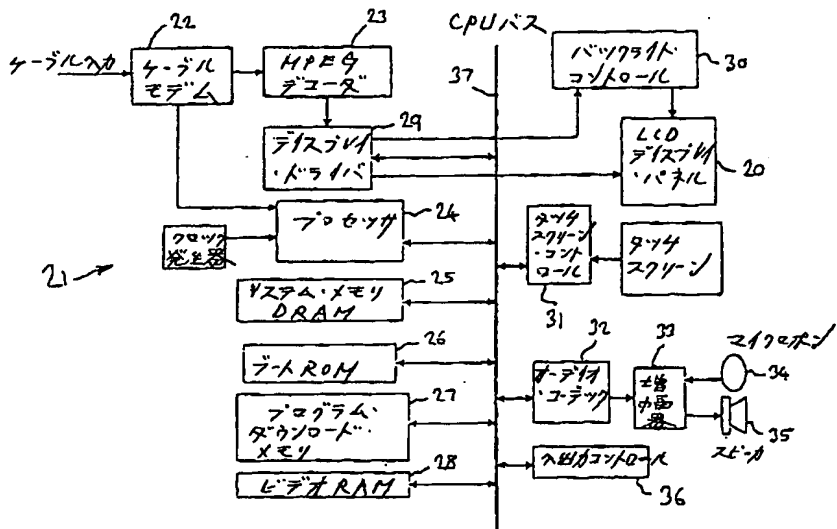 CPUバス
22
23
ケーブル入力
ケーブル
モデム
MPEG
デコーダ
37
バックライド
コントロール
30
29
デイスプレイ
・ドライバ
LCD
デイスプレイ
・パネル
20
24
プロセッサ
クロック
発生器
タッチ
スクリーン
・コント
ロール
31
タッチ
スクリーン
21
25
システム・メモリ
DRAM
26
ブートROM
27
プログラム・
ダウンロード・
メモリ
28
ビデオRAM
32
オーデイオ
・コーデック
33
増
幅
器
マイクロホン
34
35
スピーカ
入出力コントロール
36